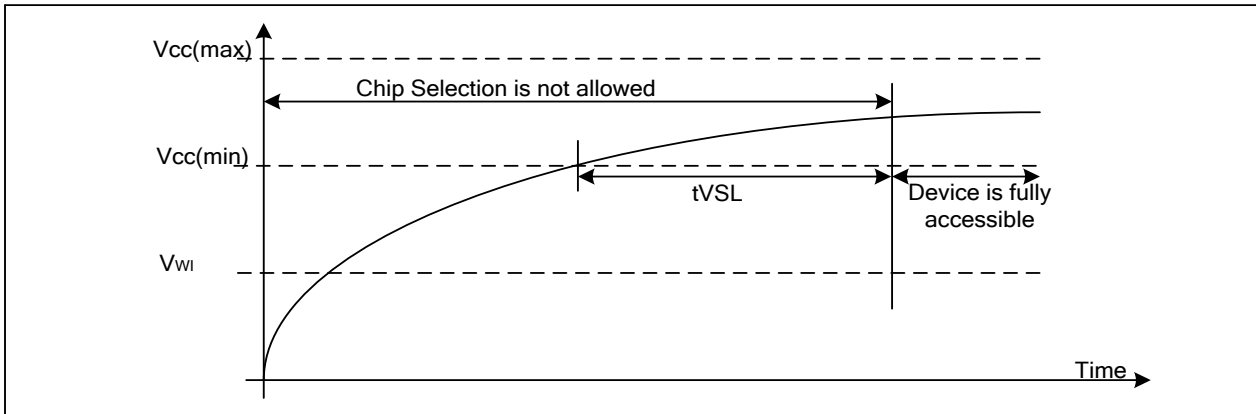 Vcc(max)
Chip Selection is not allowed
Vcc(min)
tVSL
Device is fully
accessible
VWI
Time